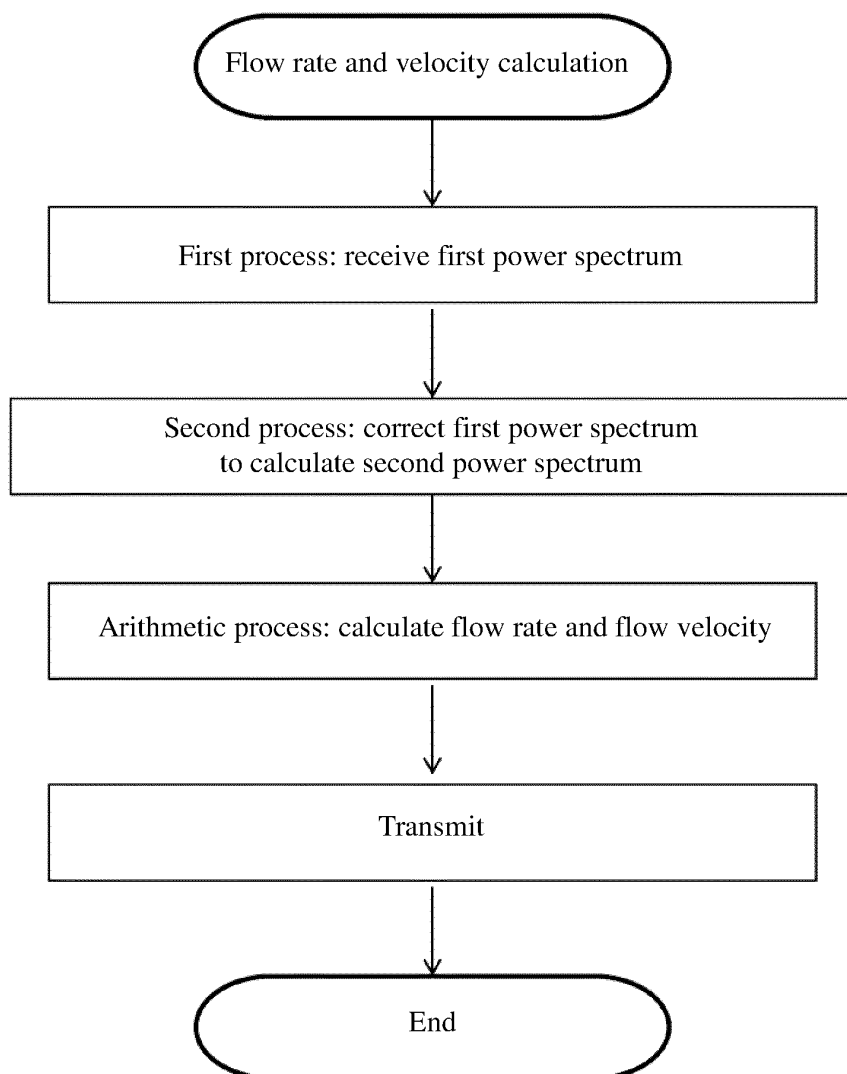 Flow rate and velocity calculation
First process: receive first power spectrum
Second process: correct first power spectrum
to calculate second power spectrum
Arithmetic process: calculate flow rate and flow velocity
Transmit
End